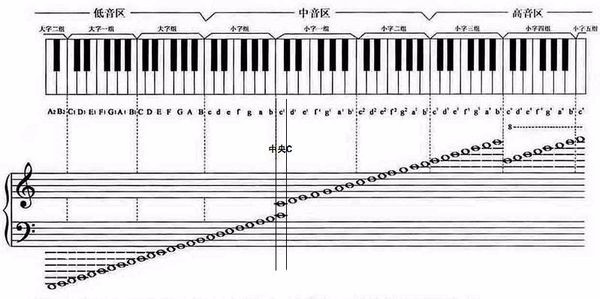 低音区 中音区 高音区
大字二组 大字一组 大字组 小字组 小字一组 小字二组 小字三组 小字四组 小字五组
A₂ B₂ C₁ D₁ E₁ F₁ G₁ A₁ B₁ C D E F G A B c d e f g a b c¹ d¹ e¹ f¹ g¹ a¹ b¹ c² d² e² f² g² a² b² c³ d³ e³ f³ g³ a³ b³ c⁴ d⁴ e⁴ f⁴ g⁴ a⁴ b⁴ c⁵
中央C
8